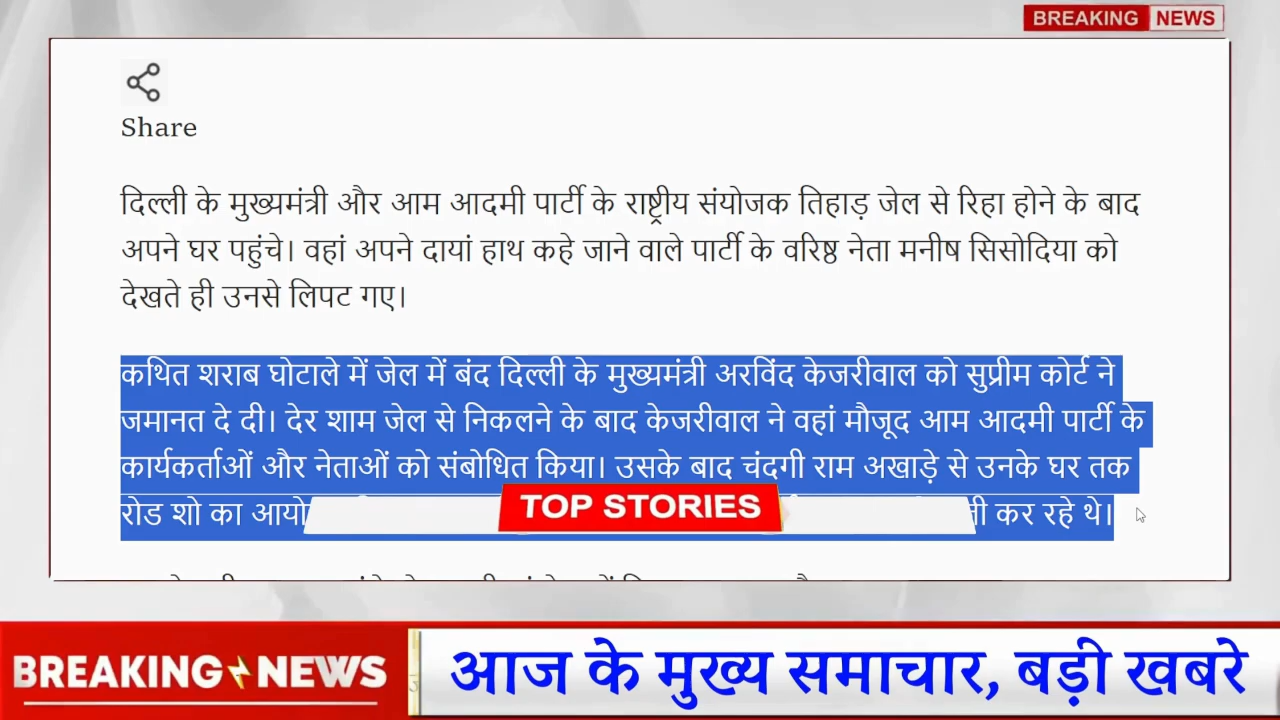 BREAKING NEWS
Share
दिल्ली के मुख्यमंत्री और आम आदमी पार्टी के राष्ट्रीय संयोजक तिहाड़ जेल से रिहा होने के बाद
अपने घर पहुंचे। वहां अपने दायां हाथ कहे जाने वाले पार्टी के वरिष्ठ नेता मनीष सिसोदिया को
देखते ही उनसे लिपट गए।
कथित शराब घोटाले में जेल में बंद दिल्ली के मुख्यमंत्री अरविंद केजरीवाल को सुप्रीम कोर्ट ने
जमानत दे दी। देर शाम जेल से निकलने के बाद केजरीवाल ने वहां मौजूद आम आदमी पार्टी के
कार्यकर्ताओं और नेताओं को संबोधित किया। उसके बाद चंदगी राम अखाड़े से उनके घर तक
रोड शो का कर रहे थे।
TOP STORIES
BREAKING NEWS
आज के मुख्य समाचार, बड़ी खबरे